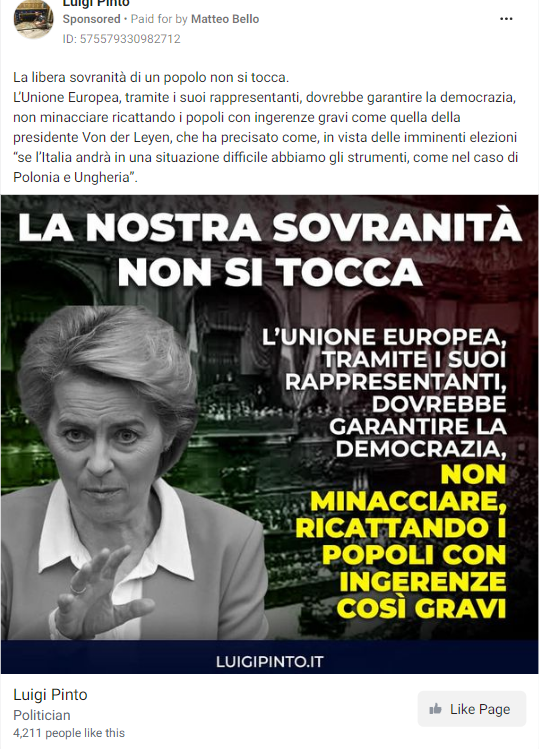 Luigi Pinto
Sponsored • Paid for by Matteo Bello
ID: 575579330982712
La libera sovranità di un popolo non si tocca.
L'Unione Europea, tramite i suoi rappresentanti, dovrebbe garantire la democrazia,
non minacciare ricattando i popoli con ingerenze gravi come quella della
presidente Von der Leyen, che ha precisato come, in vista delle imminenti elezioni
“se l'Italia andrà in una situazione difficile abbiamo gli strumenti, come nel caso di
Polonia e Ungheria”.
LA NOSTRA SOVRANITÀ
NON SI TOCCA
L'UNIONE EUROPEA,
TRAMITE I SUOI
RAPPRESENTANTI,
DOVREBBE
GARANTIRE LA
DEMOCRAZIA,
NON
MINACCIARE,
RICATTANDO I
POPOLI CON
INGERENZE
COSÌ GRAVI
LUIGIPINTO.IT
Luigi Pinto
Politician
4,211 people like this
Like Page